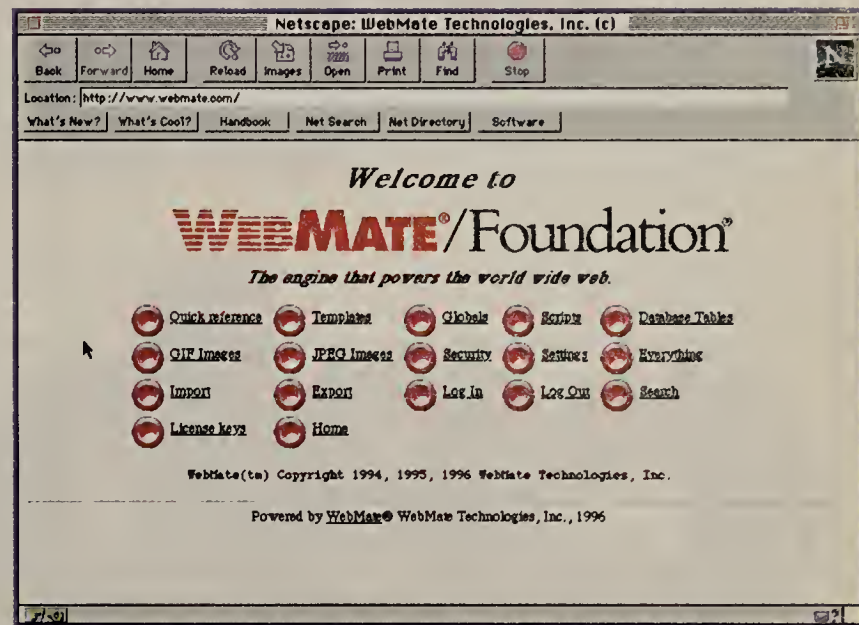 Netscape: WebMate Technologies, Inc. (c)
Back Forward Home Reload Images Open Print Find Stop
N
Location: http://www.webmate.com/
What's New? What's Cool? Handbook Net Search Net Directory Software
Welcome to
WEBMATE®/Foundation®
The engine that powers the world wide web.
Quick reference Templates Globals Scripts Database Tables
GIF Images JPEG Images Security Settings Everything
Import Export Log In Log Out Search
License keys Home
WebMate(tm) Copyright 1994, 1995, 1996 WebMate Technologies, Inc.
Powered by WebMate® WebMate Technologies, Inc., 1996